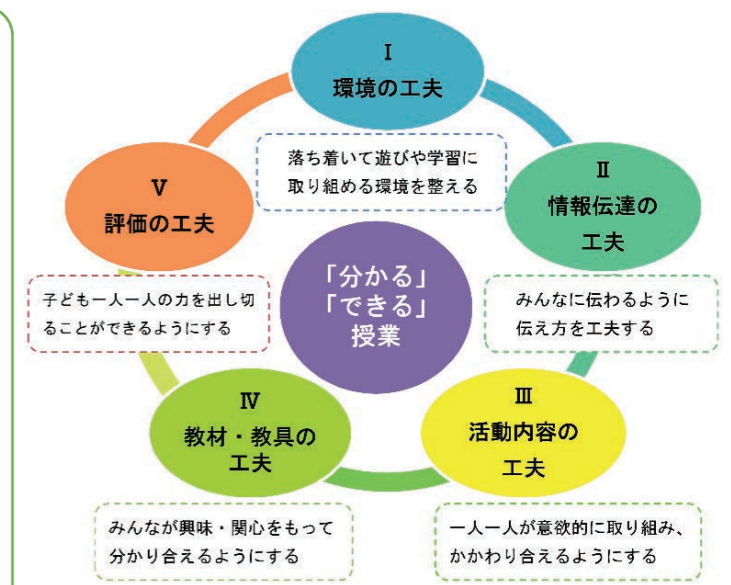 Ⅰ
環境の工夫
落ち着いて遊びや学習に
取り組める環境を整える
Ⅱ
情報伝達の
工夫
みんなに伝わるように
伝え方を工夫する
Ⅲ
活動内容の
工夫
一人一人が意欲的に取り組み、
かかわり合えるようにする
Ⅳ
教材・教具の
工夫
みんなが興味・関心をもって
分かり合えるようにする
Ⅴ
評価の工夫
子ども一人一人の力を出し切
ることができるようにする
「分かる」
「できる」
授業